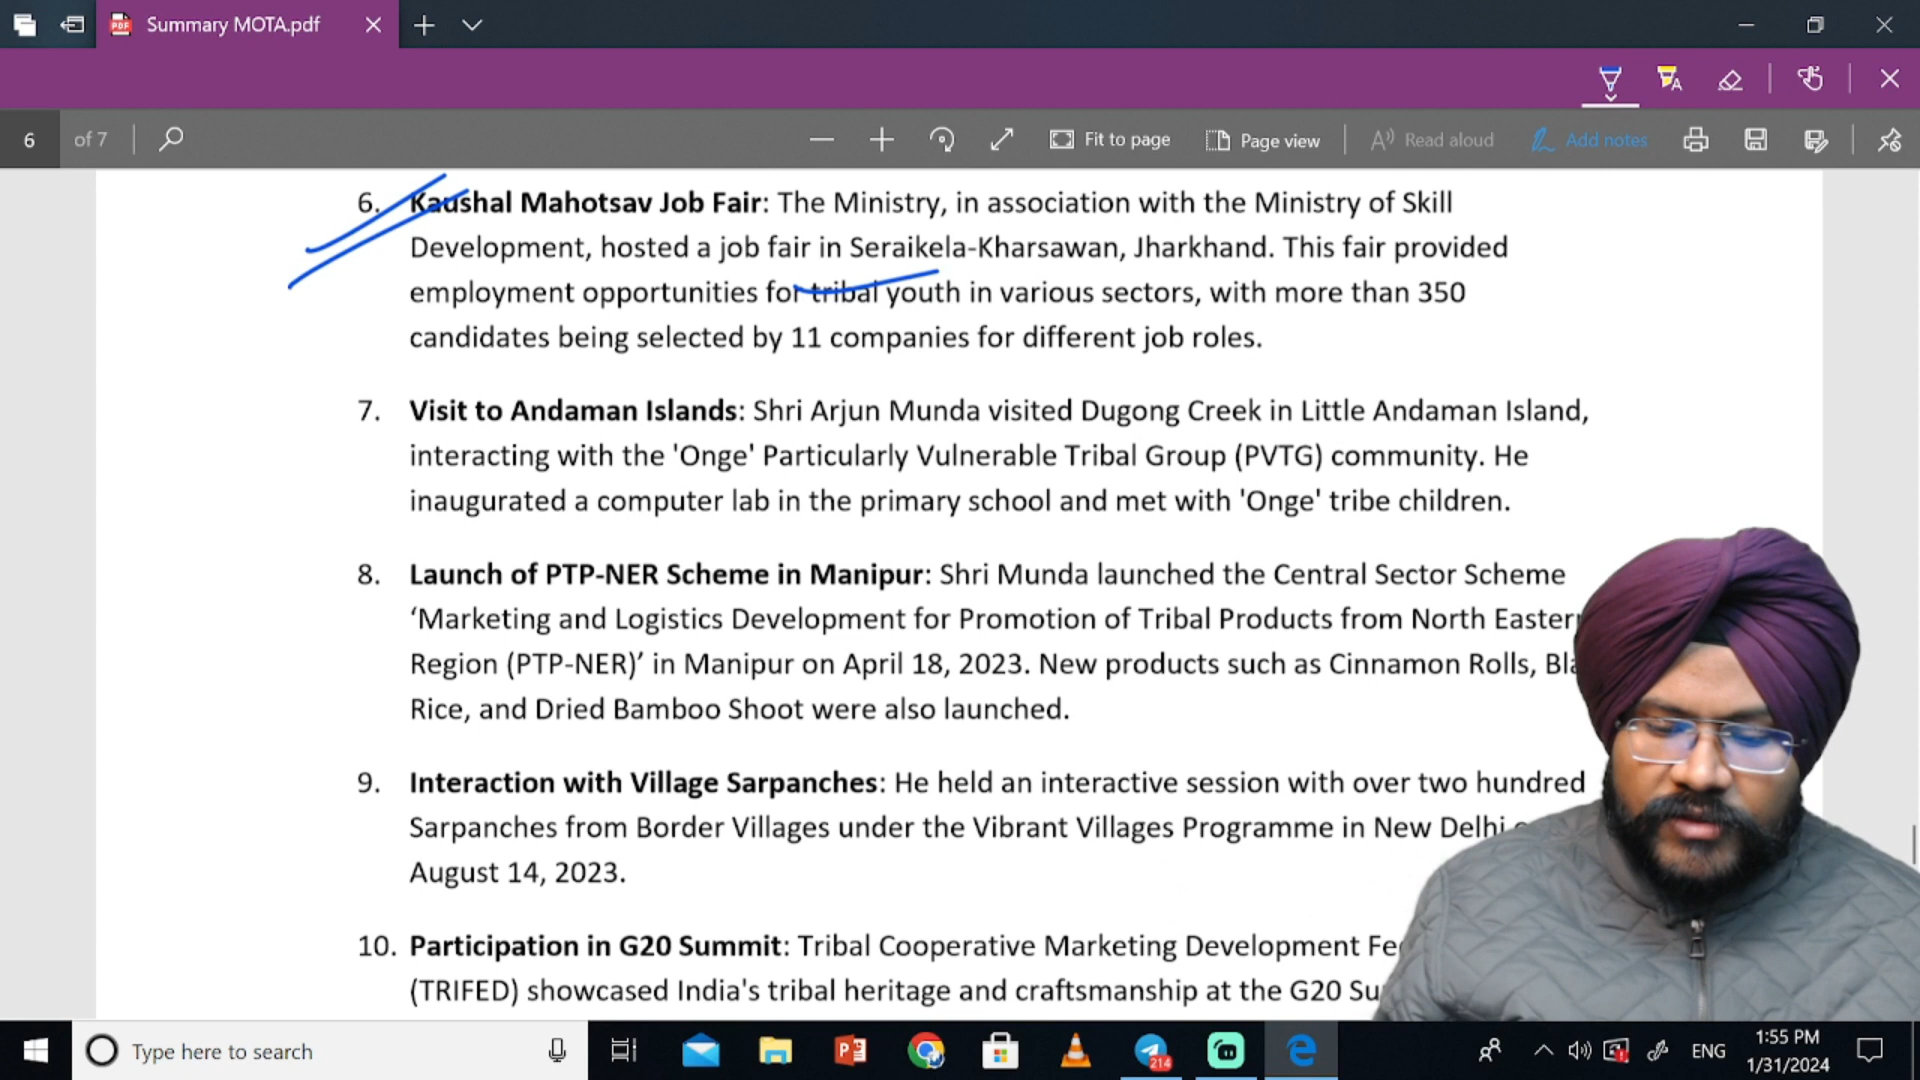 Summary MOTA.pdf
6 of 7
Fit to page
Page view
Read aloud
Add notes
6. Kaushal Mahotsav Job Fair: The Ministry, in association with the Ministry of Skill
Development, hosted a job fair in Seraikela-Kharsawan, Jharkhand. This fair provided
employment opportunities for tribal youth in various sectors, with more than 350
candidates being selected by 11 companies for different job roles.
7. Visit to Andaman Islands: Shri Arjun Munda visited Dugong Creek in Little Andaman Island,
interacting with the 'Onge' Particularly Vulnerable Tribal Group (PVTG) community. He
inaugurated a computer lab in the primary school and met with 'Onge' tribe children.
8. Launch of PTP-NER Scheme in Manipur: Shri Munda launched the Central Sector Scheme
‘Marketing and Logistics Development for Promotion of Tribal Products from North Eastern
Region (PTP-NER)’ in Manipur on April 18, 2023. New products such as Cinnamon Rolls,
Rice, and Dried Bamboo Shoot were also launched.
9. Interaction with Village Sarpanches: He held an interactive session with over two hundred
Sarpanches from Border Villages under the Vibrant Villages Programme in New Delhi
August 14, 2023.
10. Participation in G20 Summit: Tribal Cooperative Marketing Development
(TRIFED) showcased India's tribal heritage and craftsmanship at the G20
Type here to search
214
ENG
1:55 PM
1/31/2024